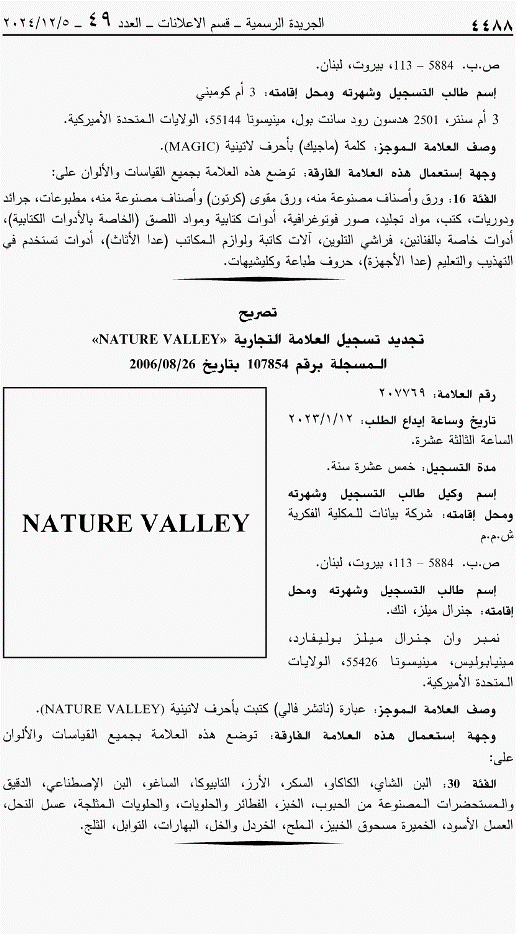 ٤٤٨٨ الجريدة الرسمية ـ قسم الاعلانات ـ العدد ٤٩ ـ ٢٠٢٤/١٢/٥
ص.ب. 5884 – 113، بيروت، لبنان.
إسم طالب التسجيل وشهرته ومحل إقامته: 3 أم كومبني
3 أم سنتر، 2501 هدسون رود سانت بول، مينيسوتا 55144، الولايات المتحدة الأميركية.
وصف العلامة الموجز: كلمة (ماجيك) بأحرف لاتينية (MAGIC).
وجهة إستعمال هذه العلامة الفارقة: توضع هذه العلامة بجميع القياسات والألوان على:
الفئة 16: ورق وأصناف مصنوعة منه، ورق مقوى (كرتون) وأصناف مصنوعة منه، مطبوعات، جرائد
ودوريات، كتب، مواد تجليد، صور فوتوغرافية، أدوات كتابية ومواد اللصق (الخاصة بالأدوات الكتابية)،
أدوات خاصة بالفنانين، فراشي التلوين، آلات كاتبة ولوازم المكاتب (عدا الأثاث)، أدوات تستخدم في
التهذيب والتعليم (عدا الأجهزة)، حروف طباعة وكليشيهات.
تصريح
تجديد تسجيل العلامة التجارية «NATURE VALLEY»
المسجلة برقم 107854 بتاريخ 2006/08/26
رقم العلامة: ٢٠٧٧٦٩
تاريخ وساعة إيداع الطلب: ٢٠٢٣/١/١٢
الساعة الثالثة عشرة.
مدة التسجيل: خمس عشرة سنة.
إسم وكيل طالب التسجيل وشهرته
ومحل إقامته: شركة بيانات للمكلية الفكرية
ش.م.م
ص.ب. 5884 – 113، بيروت، لبنان.
إسم طالب التسجيل وشهرته ومحل
إقامته: جنرال ميلز، انك.
نمبر وان جنرال ميلز بوليفارد،
مينيابوليس، مينيسوتا 55426، الولايات
المتحدة الأميركية.
NATURE VALLEY
وصف العلامة الموجز: عبارة (ناتشر فالي) كتبت بأحرف لاتينية (NATURE VALLEY).
وجهة إستعمال هذه العلامة الفارقة: توضع هذه العلامة بجميع القياسات والألوان
على:
الفئة 30: البن الشاي، الكاكاو، السكر، الأرز، التابيوكا، الساغو، البن الإصطناعي، الدقيق
والمستحضرات المصنوعة من الحبوب، الخبز، الفطائر والحلويات، والحلويات المثلجة، عسل النحل،
العسل الأسود، الخميرة مسحوق الخبيز، الملح، الخردل والخل، البهارات، التوابل، الثلج.